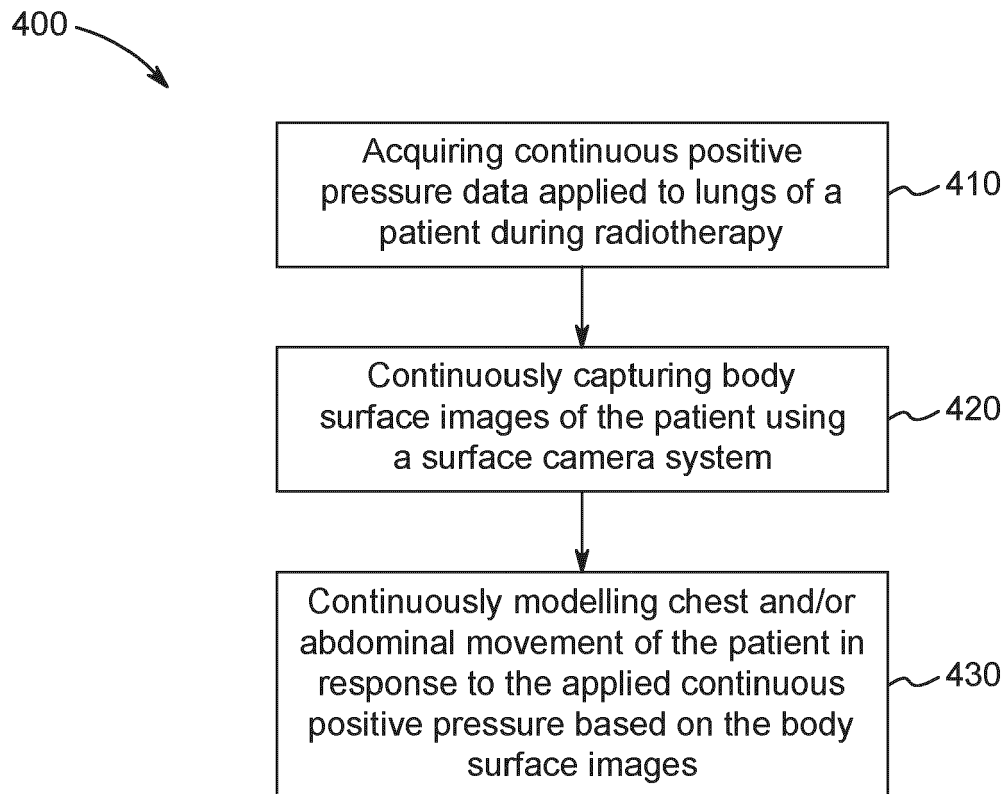 400
Acquiring continuous positive
pressure data applied to lungs of a
patient during radiotherapy
410
Continuously capturing body
surface images of the patient using
a surface camera system
420
Continuously modelling chest and/or
abdominal movement of the patient in
response to the applied continuous
positive pressure based on the body
surface images
430